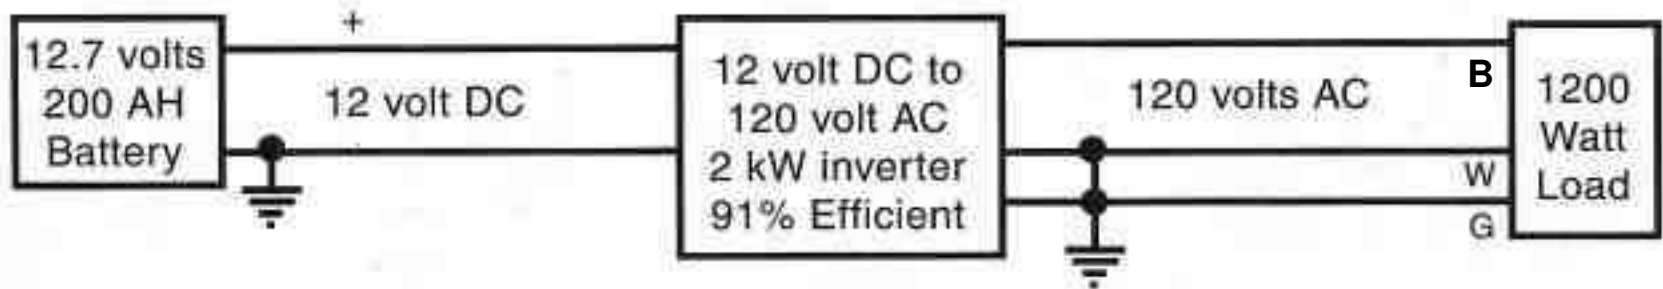 +
12.7 volts
200 AH
Battery
12 volt DC
12 volt DC to
120 volt AC
2 kW inverter
91% Efficient
120 volts AC
B
W
G
1200
Watt
Load